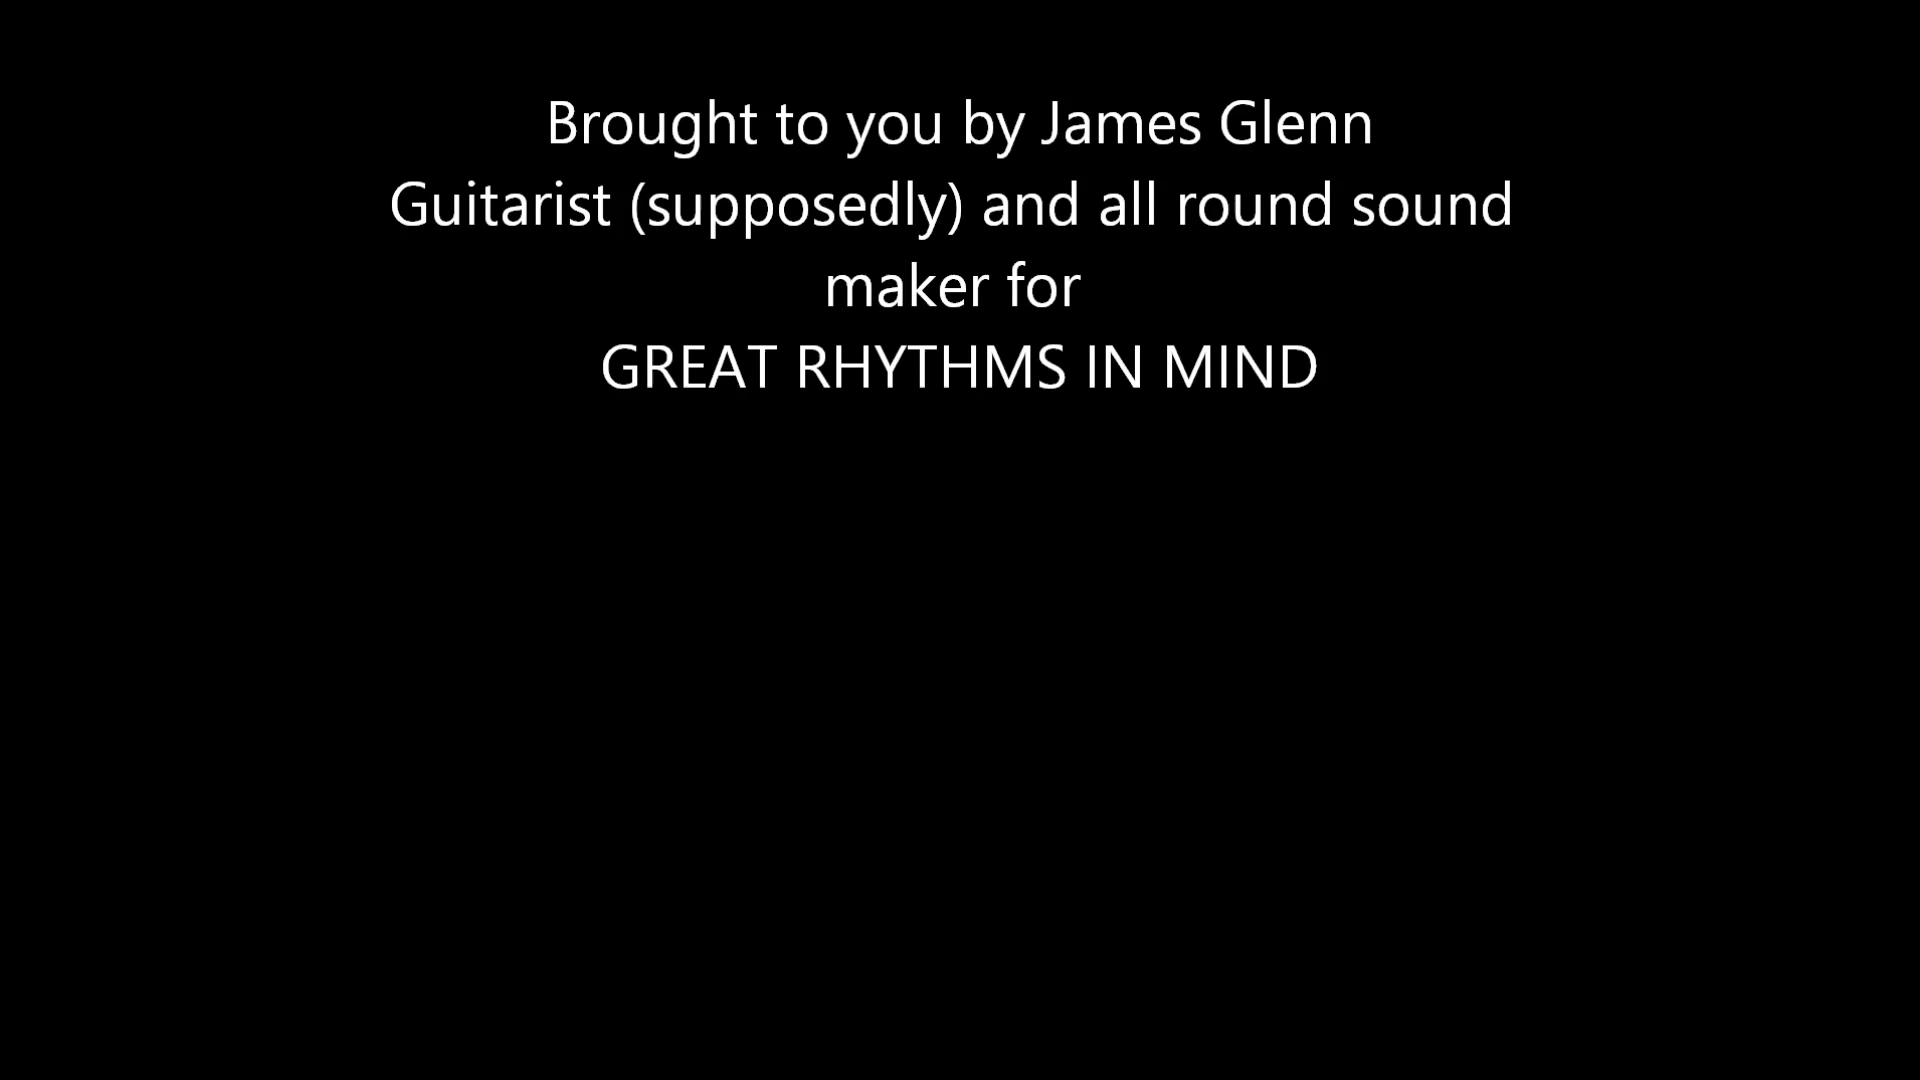 Brought to you by James Glenn
Guitarist (supposedly) and all round sound
maker for
GREAT RHYTHMS IN MIND